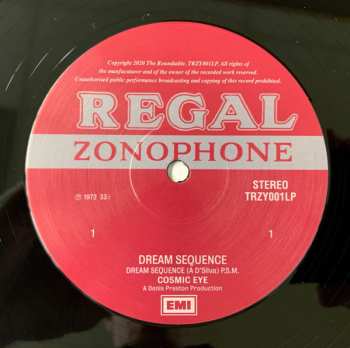 Copyright 2020 The Roundtable. TRZY001LP. All rights of
the manufacturer and of the owner of the recorded work reserved.
Unauthorised public performance broadcasting and copying of this record prohibited.
REGAL
ZONOPHONE
℗ 1972 33⅓
STEREO
TRZY001LP
1 1
DREAM SEQUENCE
DREAM SEQUENCE (A D'Silva) P.S.M.
COSMIC EYE
A Denis Preston Production
EMI